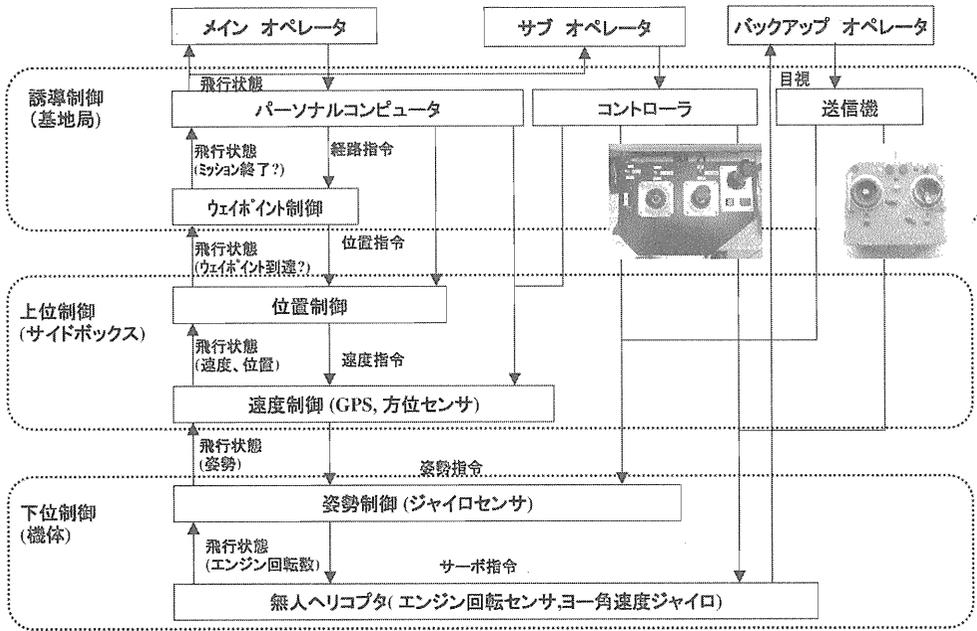 メイン オペレータ
サブ オペレータ
バックアップ オペレータ
飛行状態
目視
誘導制御
(基地局)
パーソナルコンピュータ
コントローラ
送信機
飛行状態
(ミッション終了?)
経路指令
ウェイポイント制御
飛行状態
(ウェイポイント到達?)
位置指令
上位制御
(サイドボックス)
位置制御
飛行状態
(速度、位置)
速度指令
速度制御 (GPS, 方位センサ)
飛行状態
(姿勢)
姿勢指令
下位制御
(機体)
姿勢制御 (ジャイロセンサ)
飛行状態
(エンジン回転数)
サーボ指令
無人ヘリコプタ( エンジン回転センサ,ヨー角速度ジャイロ)